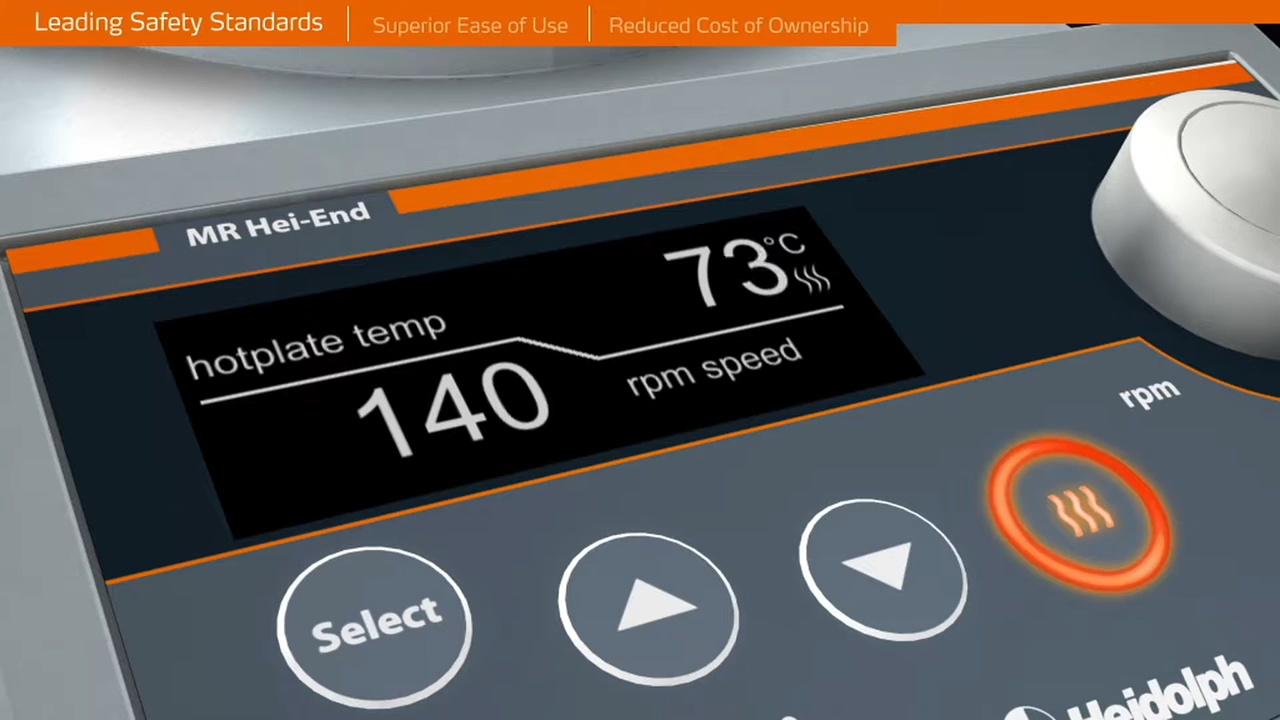 Leading Safety Standards
Superior Ease of Use
Reduced Cost of Ownership
MR Hei-End
hotplate temp
73°C
140
rpm speed
rpm
Select
Heidolph